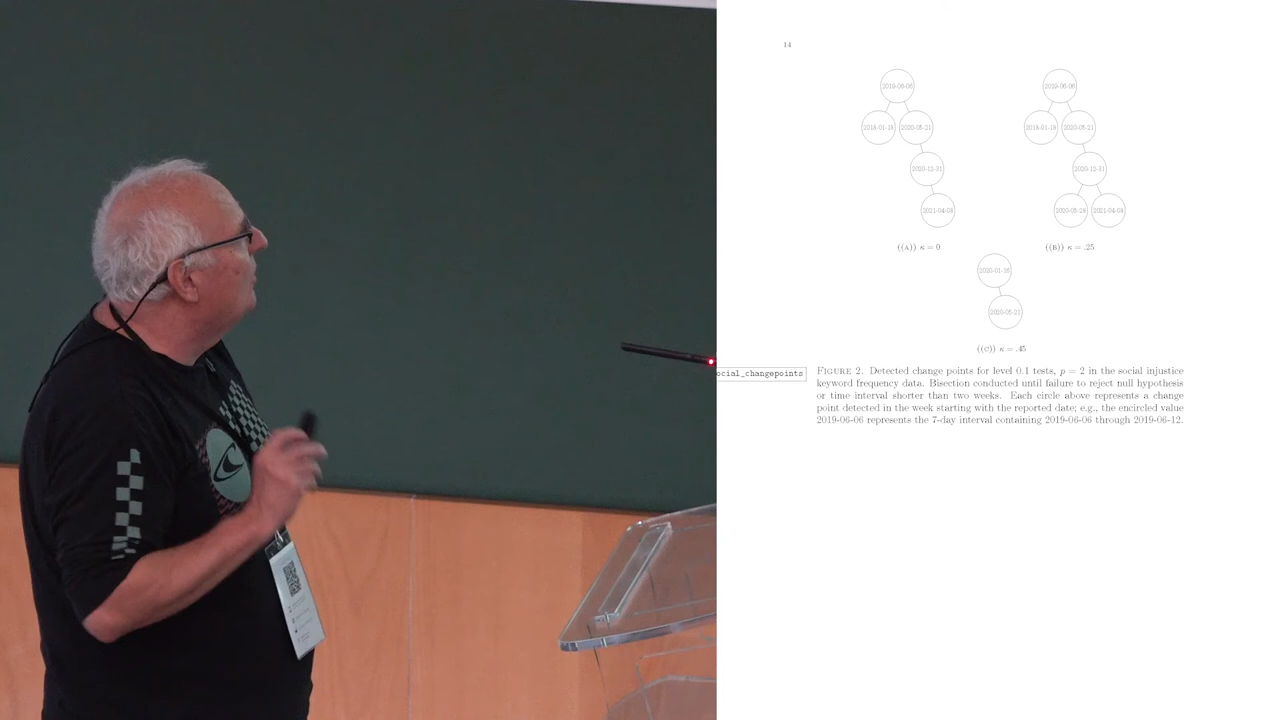 14
2019-06-06
2018-01-18
2020-05-21
2020-12-31
2021-04-08
((A)) κ = 0
2019-06-06
2018-01-18
2020-05-21
2020-12-31
2020-05-28
2021-04-08
((B)) κ = .25
2020-01-16
2020-05-21
((C)) κ = .45
ocial_changepoints
FIGURE 2. Detected change points for level 0.1 tests, p = 2 in the social injustice
keyword frequency data. Bisection conducted until failure to reject null hypothesis
or time interval shorter than two weeks. Each circle above represents a change
point detected in the week starting with the reported date; e.g., the encircled value
2019-06-06 represents the 7-day interval containing 2019-06-06 through 2019-06-12.